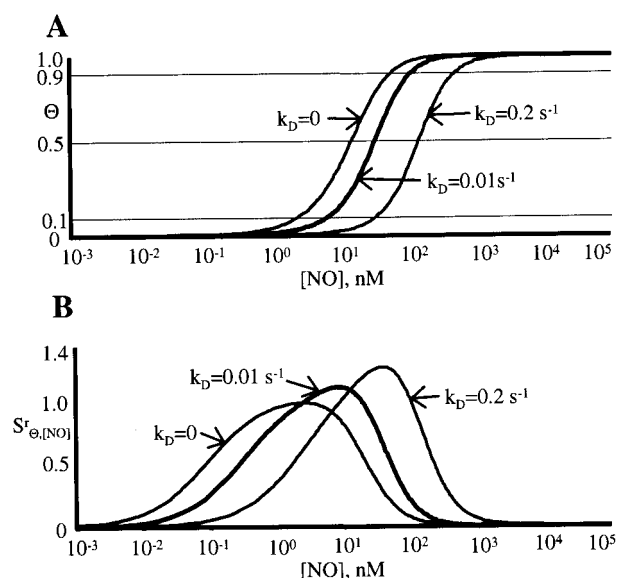 A
1.0
0.9
Θ
k_D=0
k_D=0.2 s⁻¹
0.5
k_D=0.01s⁻¹
0.1
0
10⁻³ 10⁻² 10⁻¹ 10⁰ 10¹ 10² 10³ 10⁴ 10⁵
[NO], nM
B
1.4
k_D=0.01 s⁻¹
k_D=0.2 s⁻¹
1.0
Sʳ_Θ,[NO]
k_D=0
0.5
0
10⁻³ 10⁻² 10⁻¹ 10⁰ 10¹ 10² 10³ 10⁴ 10⁵
[NO], nM